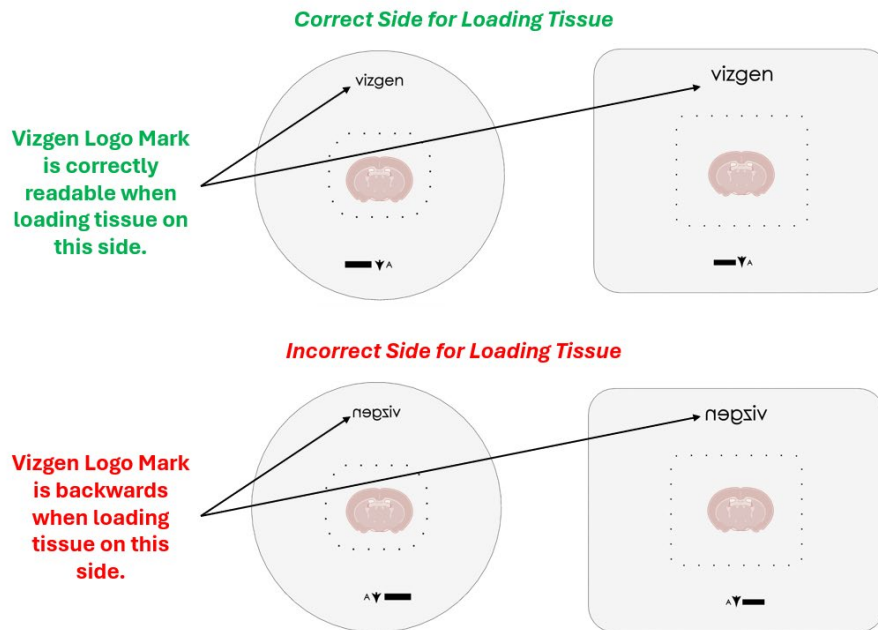 Correct Side for Loading Tissue
vizgen
vizgen
Vizgen Logo Mark
is correctly
readable when
loading tissue on
this side.
A
A
Incorrect Side for Loading Tissue
vizgen
vizgen
Vizgen Logo Mark
is backwards
when loading
tissue on this
side.
A
A